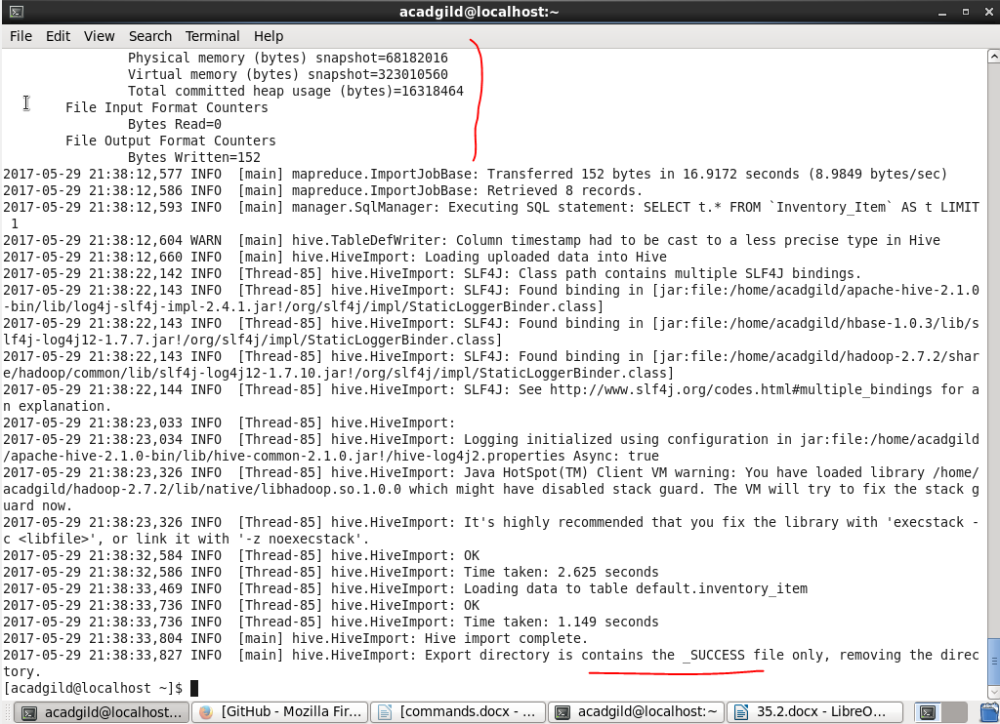 acadgild@localhost:~
File Edit View Search Terminal Help
Physical memory (bytes) snapshot=68182016
Virtual memory (bytes) snapshot=323010560
Total committed heap usage (bytes)=16318464
File Input Format Counters
Bytes Read=0
File Output Format Counters
Bytes Written=152
2017-05-29 21:38:12,577 INFO  [main] mapreduce.ImportJobBase: Transferred 152 bytes in 16.9172 seconds (8.9849 bytes/sec)
2017-05-29 21:38:12,586 INFO  [main] mapreduce.ImportJobBase: Retrieved 8 records.
2017-05-29 21:38:12,593 INFO  [main] manager.SqlManager: Executing SQL statement: SELECT t.* FROM `Inventory_Item` AS t LIMIT
1
2017-05-29 21:38:12,604 WARN  [main] hive.TableDefWriter: Column timestamp had to be cast to a less precise type in Hive
2017-05-29 21:38:12,660 INFO  [main] hive.HiveImport: Loading uploaded data into Hive
2017-05-29 21:38:22,142 INFO  [Thread-85] hive.HiveImport: SLF4J: Class path contains multiple SLF4J bindings.
2017-05-29 21:38:22,143 INFO  [Thread-85] hive.HiveImport: SLF4J: Found binding in [jar:file:/home/acadgild/apache-hive-2.1.0
-bin/lib/log4j-slf4j-impl-2.4.1.jar!/org/slf4j/impl/StaticLoggerBinder.class]
2017-05-29 21:38:22,143 INFO  [Thread-85] hive.HiveImport: SLF4J: Found binding in [jar:file:/home/acadgild/hbase-1.0.3/lib/s
lf4j-log4j12-1.7.7.jar!/org/slf4j/impl/StaticLoggerBinder.class]
2017-05-29 21:38:22,143 INFO  [Thread-85] hive.HiveImport: SLF4J: Found binding in [jar:file:/home/acadgild/hadoop-2.7.2/shar
e/hadoop/common/lib/slf4j-log4j12-1.7.10.jar!/org/slf4j/impl/StaticLoggerBinder.class]
2017-05-29 21:38:22,144 INFO  [Thread-85] hive.HiveImport: SLF4J: See http://www.slf4j.org/codes.html#multiple_bindings for a
n explanation.
2017-05-29 21:38:23,033 INFO  [Thread-85] hive.HiveImport:
2017-05-29 21:38:23,034 INFO  [Thread-85] hive.HiveImport: Logging initialized using configuration in jar:file:/home/acadgild
/apache-hive-2.1.0-bin/lib/hive-common-2.1.0.jar!/hive-log4j2.properties Async: true
2017-05-29 21:38:23,326 INFO  [Thread-85] hive.HiveImport: Java HotSpot(TM) Client VM warning: You have loaded library /home/
acadgild/hadoop-2.7.2/lib/native/libhadoop.so.1.0.0 which might have disabled stack guard. The VM will try to fix the stack g
uard now.
2017-05-29 21:38:23,326 INFO  [Thread-85] hive.HiveImport: It's highly recommended that you fix the library with 'execstack -
c <libfile>', or link it with '-z noexecstack'.
2017-05-29 21:38:32,584 INFO  [Thread-85] hive.HiveImport: OK
2017-05-29 21:38:32,586 INFO  [Thread-85] hive.HiveImport: Time taken: 2.625 seconds
2017-05-29 21:38:33,469 INFO  [Thread-85] hive.HiveImport: Loading data to table default.inventory_item
2017-05-29 21:38:33,736 INFO  [Thread-85] hive.HiveImport: OK
2017-05-29 21:38:33,736 INFO  [Thread-85] hive.HiveImport: Time taken: 1.149 seconds
2017-05-29 21:38:33,804 INFO  [main] hive.HiveImport: Hive import complete.
2017-05-29 21:38:33,827 INFO  [main] hive.HiveImport: Export directory is contains the _SUCCESS file only, removing the direc
tory.
[acadgild@localhost ~]$
acadgild@localhost:... [GitHub - Mozilla Fir... [commands.docx - ... acadgild@localhost:~ 35.2.docx - LibreO...